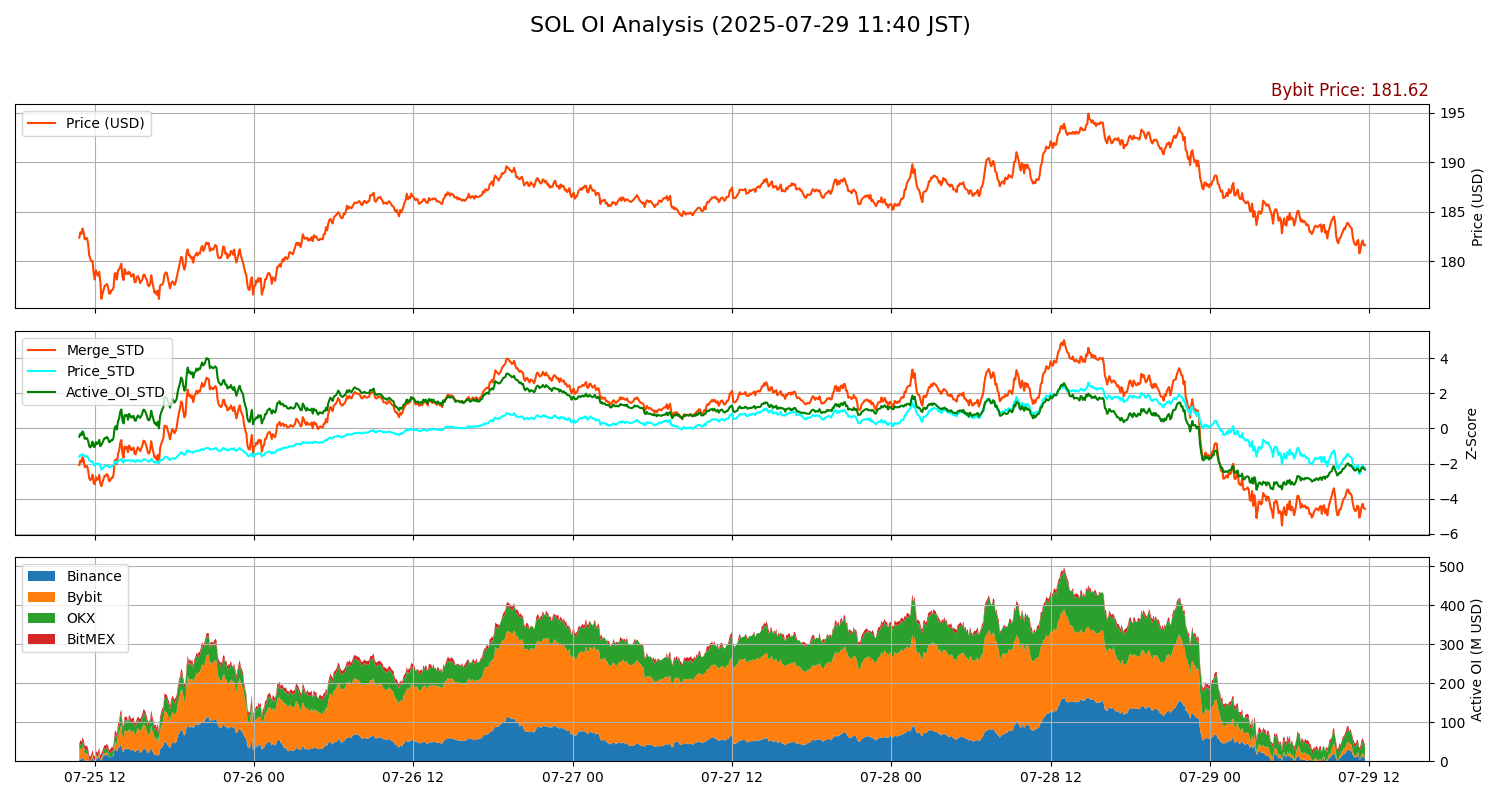 SOL OI Analysis (2025-07-29 11:40 JST)
Bybit Price: 181.62
Price (USD)
195
190
185
180
Price (USD)
Merge_STD
Price_STD
Active_OI_STD
4
2
0
−2
−4
−6
Z-Score
Binance
Bybit
OKX
BitMEX
500
400
300
200
100
0
Active OI (M USD)
07-25 12
07-26 00
07-26 12
07-27 00
07-27 12
07-28 00
07-28 12
07-29 00
07-29 12